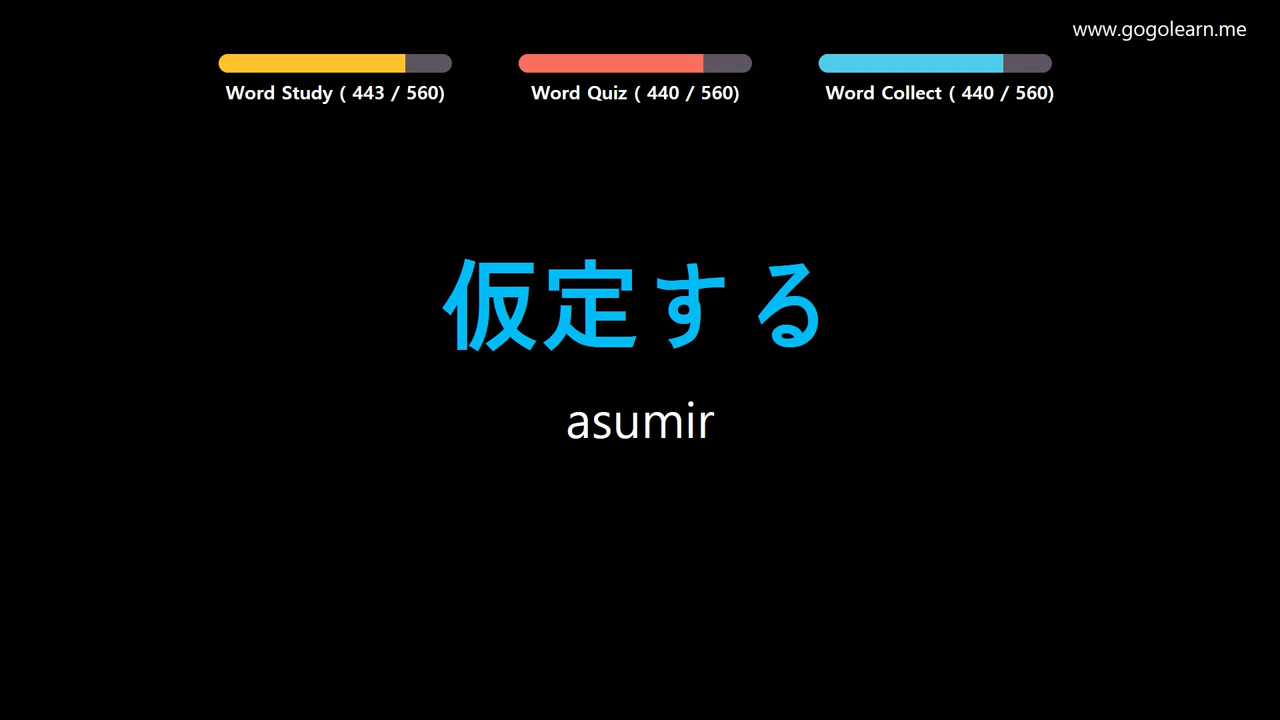 www.gogolearn.me
Word Study ( 443 / 560)
Word Quiz ( 440 / 560)
Word Collect ( 440 / 560)
仮定する
asumir